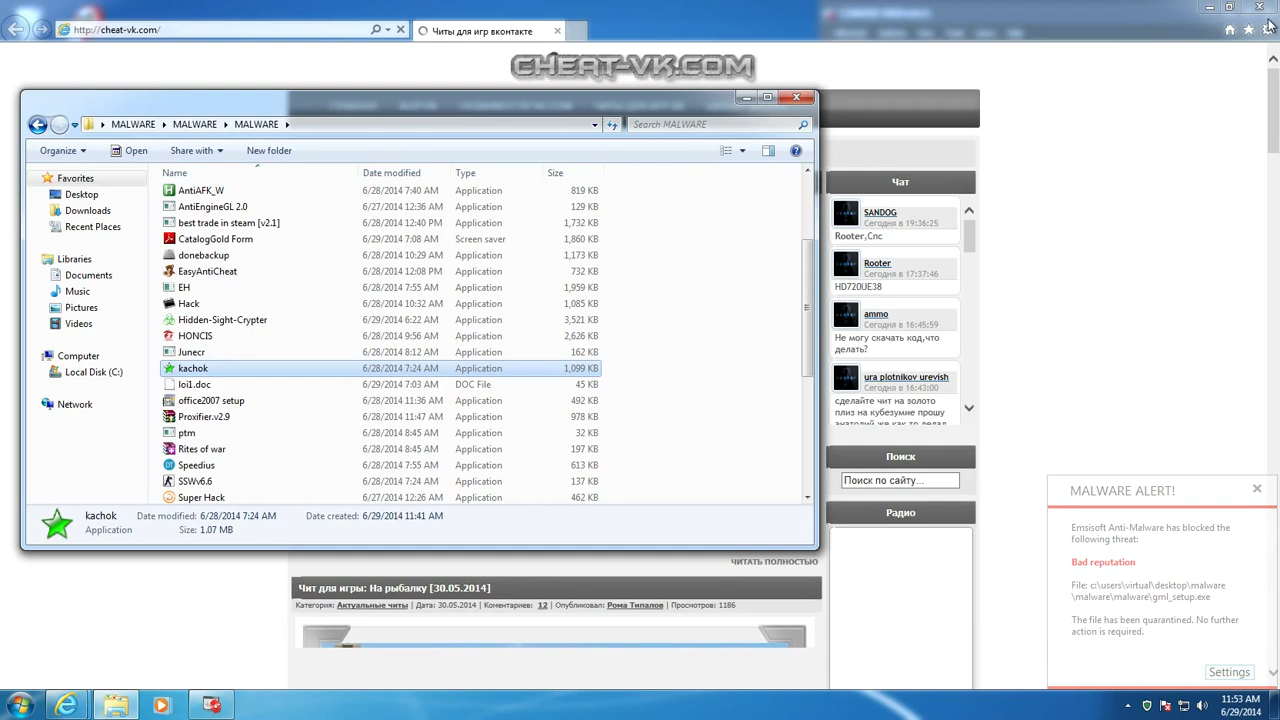 http://cheat-vk.com/
Читы для игр вконтакте
CHEAT-VK.COM
MALWARE MALWARE MALWARE
Search MALWARE
Organize Open Share with New folder
Name Date modified Type Size
Favorites
Desktop
Downloads
Recent Places
Libraries
Documents
Music
Pictures
Videos
Computer
Local Disk (C:)
Network
AntiAFK_W 6/28/2014 7:40 AM Application 819 KB
AntiEngineGL 2.0 6/27/2014 12:36 AM Application 129 KB
best trade in steam [v2.1] 6/28/2014 12:40 PM Application 1,732 KB
CatalogGold Form 6/29/2014 7:08 AM Screen saver 1,860 KB
donebackup 6/28/2014 10:29 AM Application 1,173 KB
EasyAntiCheat 6/28/2014 12:08 PM Application 732 KB
EH 6/28/2014 7:55 AM Application 1,959 KB
Hack 6/28/2014 10:32 AM Application 1,085 KB
Hidden-Sight-Crypter 6/29/2014 6:22 AM Application 3,521 KB
HONCIS 6/28/2014 9:56 AM Application 2,626 KB
Junecr 6/28/2014 8:12 AM Application 162 KB
kachok 6/28/2014 7:24 AM Application 1,099 KB
loi1.doc 6/29/2014 7:03 AM DOC File 45 KB
office2007 setup 6/28/2014 11:36 AM Application 492 KB
Proxifier.v2.9 6/28/2014 11:47 AM Application 978 KB
ptm 6/28/2014 8:45 AM Application 32 KB
Rites of war 6/28/2014 8:45 AM Application 197 KB
Speedius 6/28/2014 7:55 AM Application 613 KB
SSWv6.6 6/28/2014 7:24 AM Application 137 KB
Super Hack 6/27/2014 12:26 AM Application 462 KB
kachok Date modified: 6/28/2014 7:24 AM Date created: 6/29/2014 11:41 AM
Application Size: 1.07 MB
Чат
SANDOG
Сегодня в 19:36:25
Rooter,Спс
Rooter
Сегодня в 17:37:46
HD720UE38
ammo
Сегодня в 16:45:59
Не могу скачать код,что
делать?
ura plotnikov urevish
Сегодня в 16:43:00
сделайте чит на золото
плиз на кубезумие прошу
анатолий же как то делал
Поиск
Поиск по сайту...
Радио
ЧИТАТЬ ПОЛНОСТЬЮ
Чит для игры: На рыбалку [30.05.2014]
Категория: Актуальные читы | Дата: 30.05.2014 | Коментариев: 12 | Опубликовал: Рома Типалов | Просмотров: 1186
MALWARE ALERT!
Emsisoft Anti-Malware has blocked the
following threat:
Bad reputation
File: c:\users\virtual\desktop\malware
\malware\malware\gml_setup.exe
The file has been quarantined. No further
action is required.
Settings
11:53 AM
6/29/2014